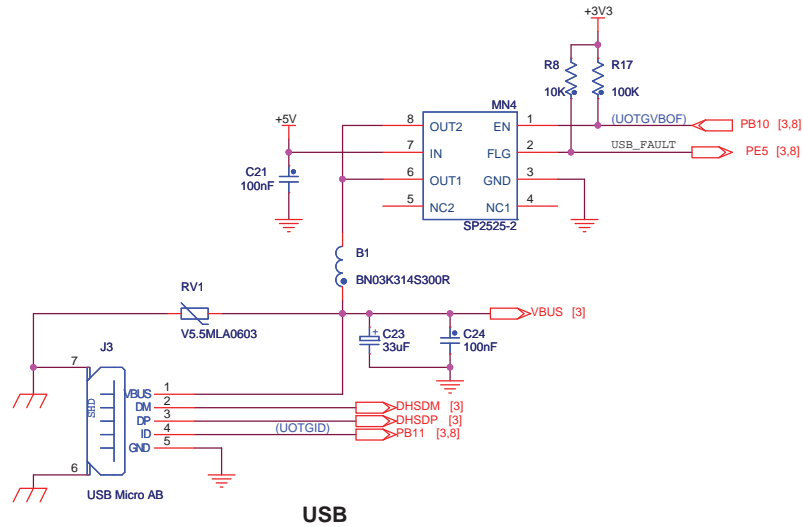 +3V3
R8
10K
R17
100K
MN4
+5V
8 OUT2 EN 1 (UOTGVBOF) PB10 [3,8]
7 IN FLG 2 USB_FAULT PE5 [3,8]
6 OUT1 GND 3
5 NC2 NC1 4
SP2525-2
C21
100nF
B1
BN03K314S300R
RV1
V5.5MLA0603
VBUS [3]
+
C23
33uF
C24
100nF
J3
7
SHD
VBUS 1
DM 2 DHSDM [3]
DP 3 DHSDP [3]
ID 4 (UOTGID) PB11 [3,8]
GND 5
6
USB Micro AB
USB